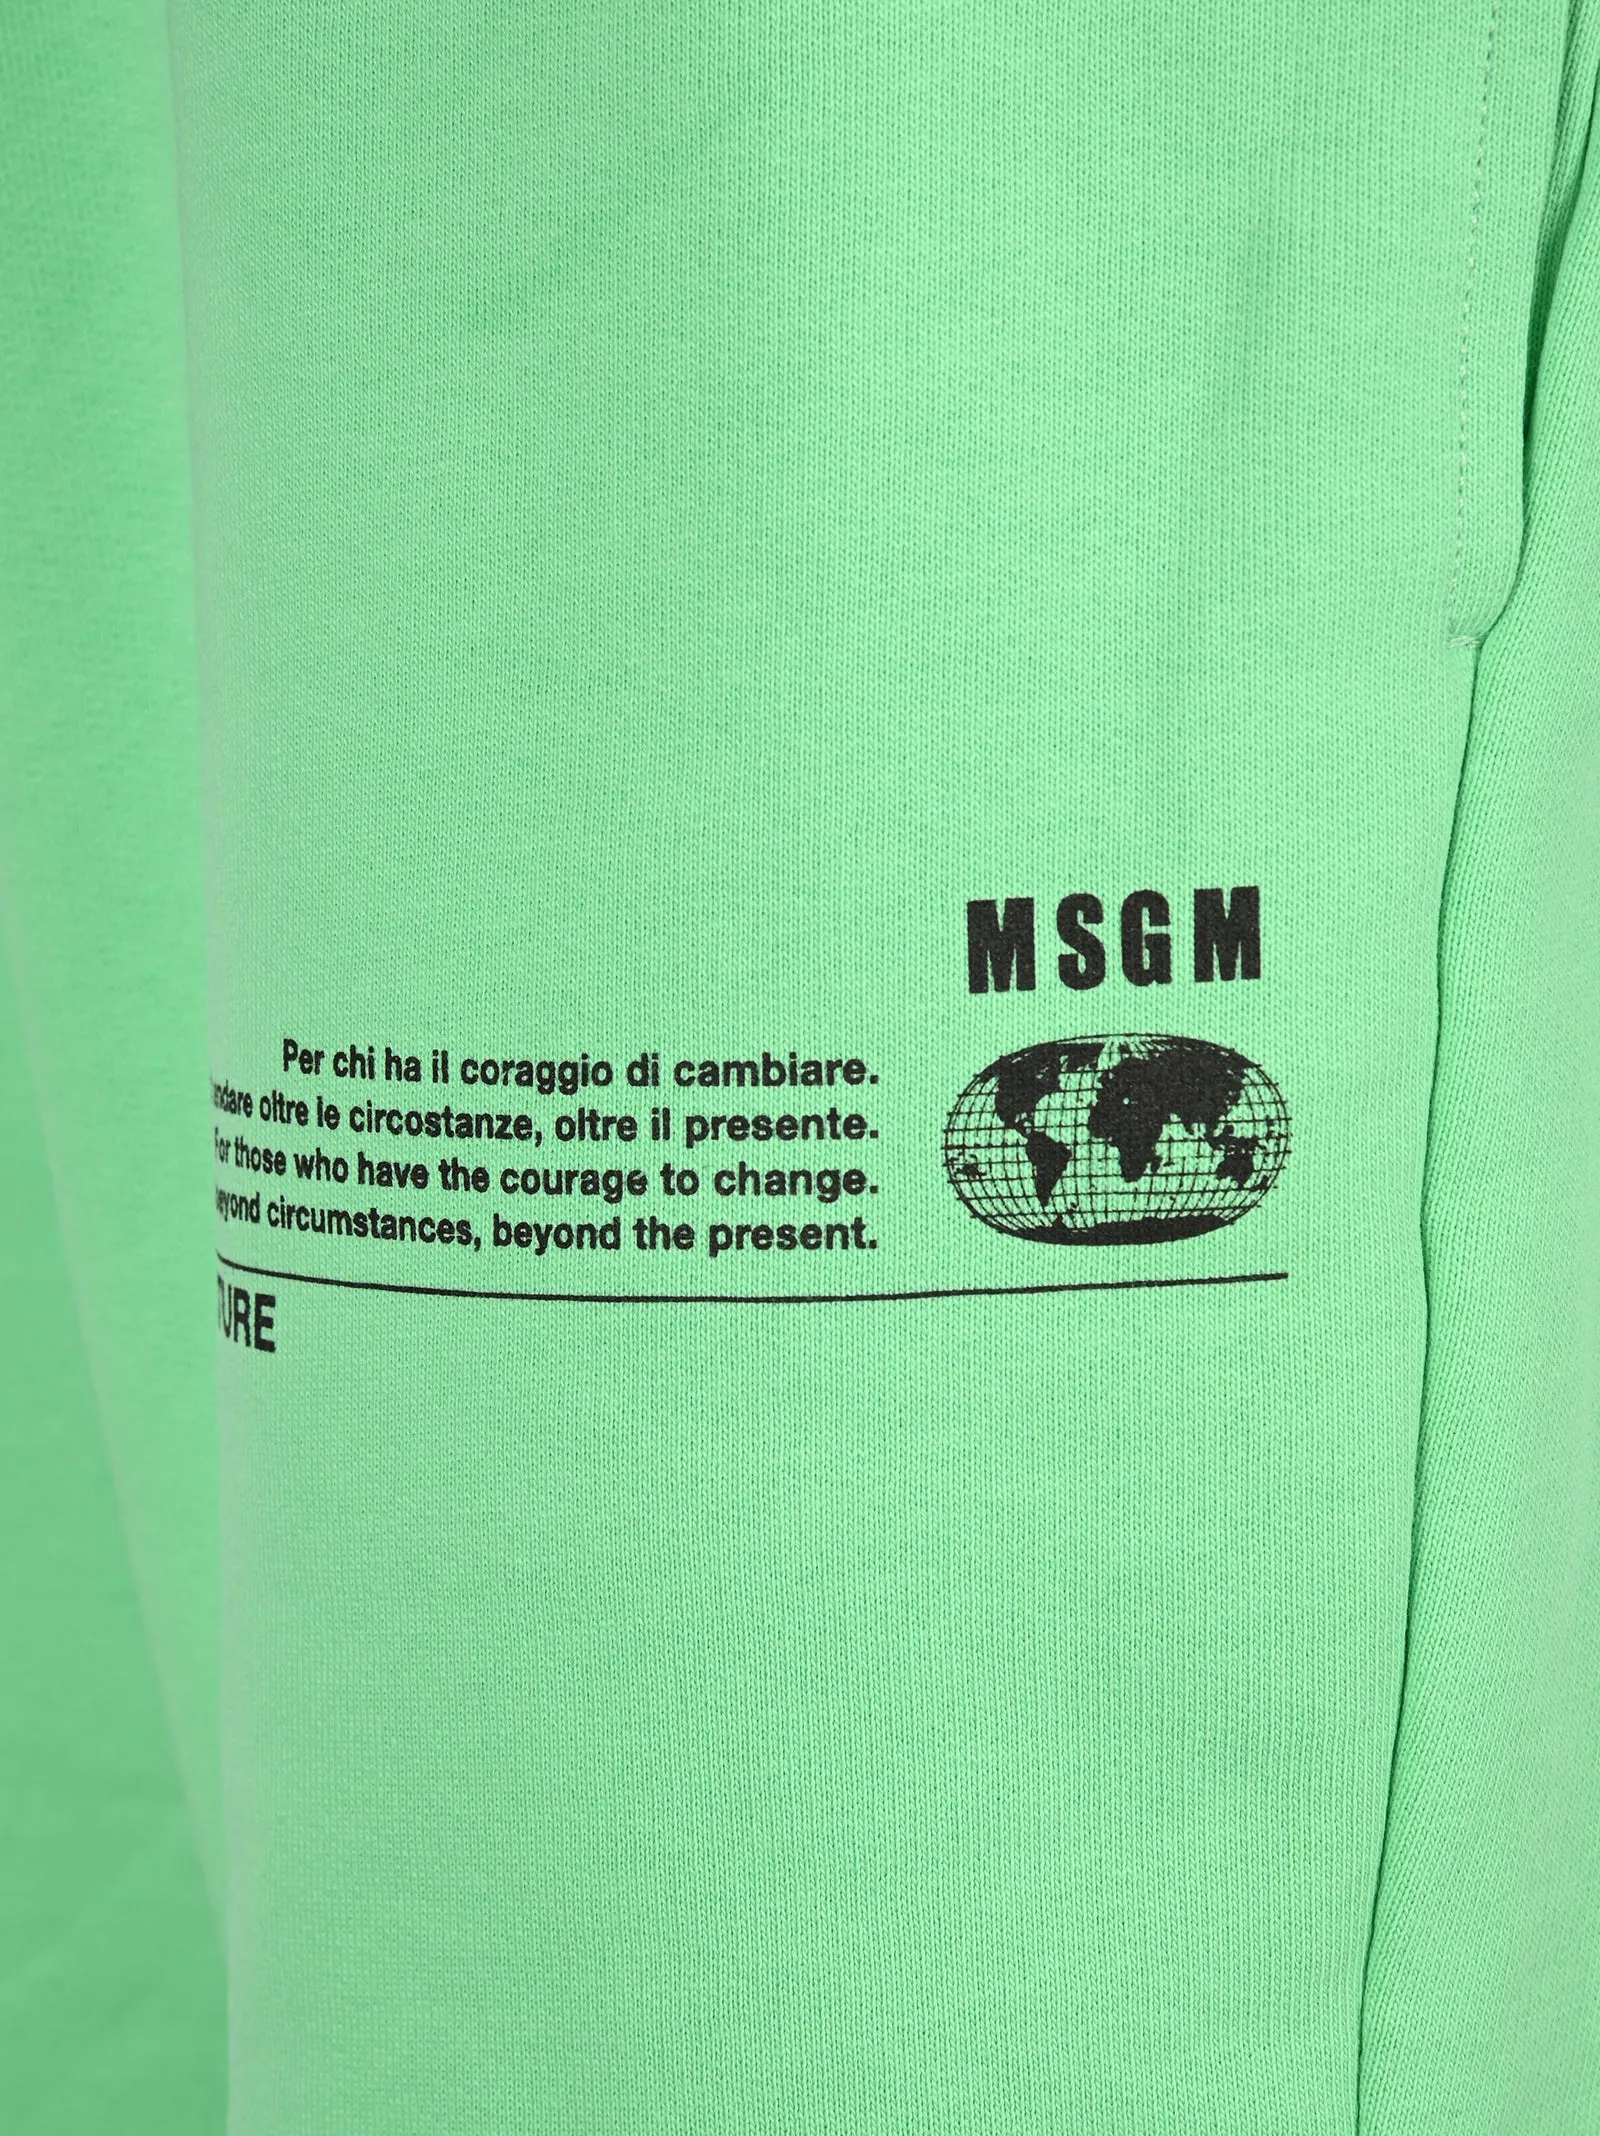 MSGM
Per chi ha il coraggio di cambiare.
oltre le circostanze, oltre il presente.
For those who have the courage to change.
circumstances, beyond the present.